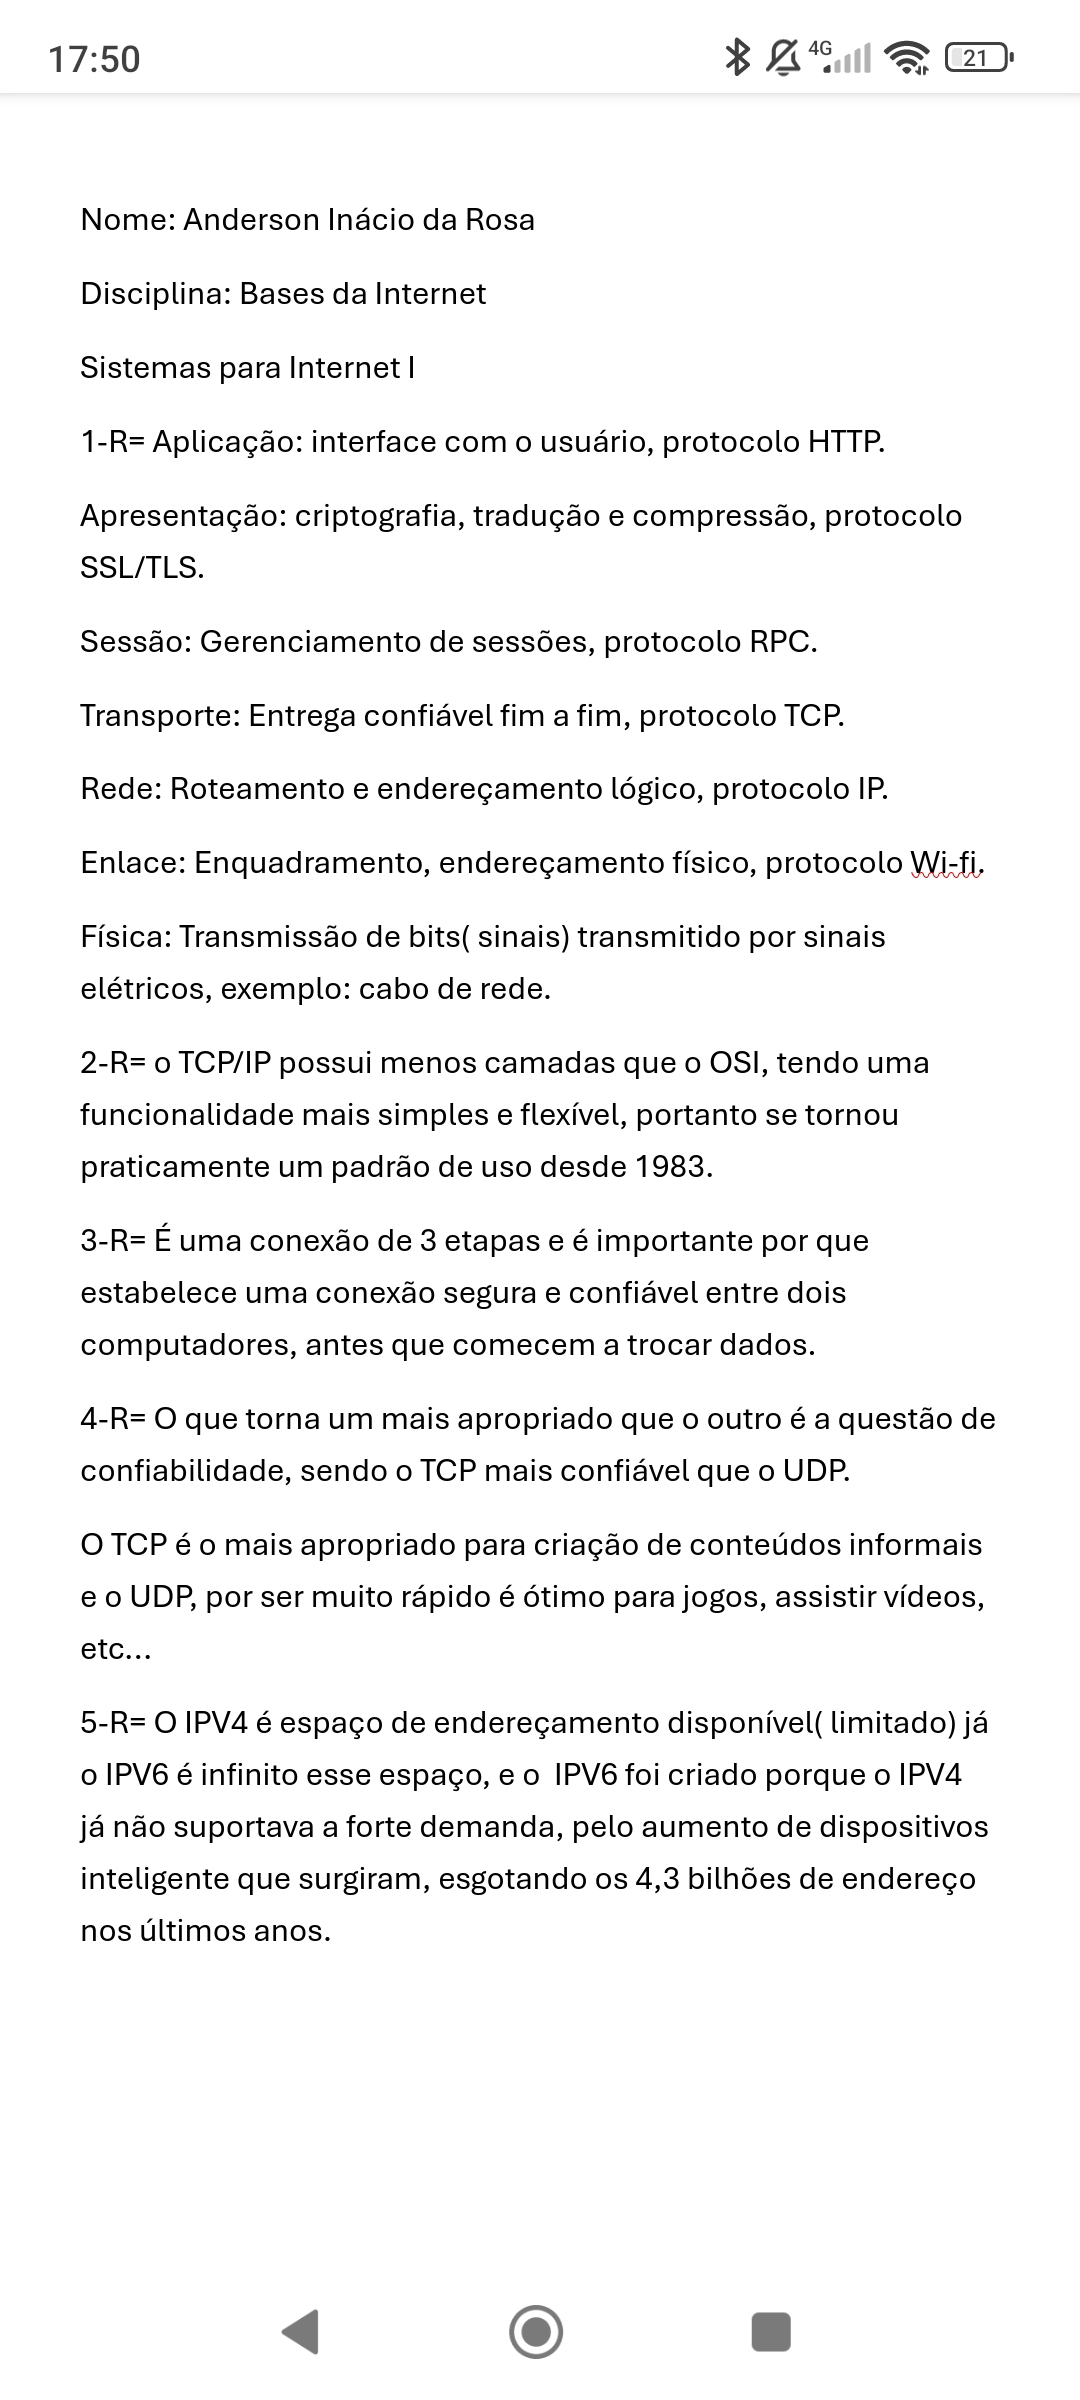 17:50
4G
21
Nome: Anderson Inácio da Rosa
Disciplina: Bases da Internet
Sistemas para Internet I
1-R= Aplicação: interface com o usuário, protocolo HTTP.
Apresentação: criptografia, tradução e compressão, protocolo
SSL/TLS.
Sessão: Gerenciamento de sessões, protocolo RPC.
Transporte: Entrega confiável fim a fim, protocolo TCP.
Rede: Roteamento e endereçamento lógico, protocolo IP.
Enlace: Enquadramento, endereçamento físico, protocolo Wi-fi.
Física: Transmissão de bits( sinais) transmitido por sinais
elétricos, exemplo: cabo de rede.
2-R= o TCP/IP possui menos camadas que o OSI, tendo uma
funcionalidade mais simples e flexível, portanto se tornou
praticamente um padrão de uso desde 1983.
3-R= É uma conexão de 3 etapas e é importante por que
estabelece uma conexão segura e confiável entre dois
computadores, antes que comecem a trocar dados.
4-R= O que torna um mais apropriado que o outro é a questão de
confiabilidade, sendo o TCP mais confiável que o UDP.
O TCP é o mais apropriado para criação de conteúdos informais
e o UDP, por ser muito rápido é ótimo para jogos, assistir vídeos,
etc...
5-R= O IPV4 é espaço de endereçamento disponível( limitado) já
o IPV6 é infinito esse espaço, e o  IPV6 foi criado porque o IPV4
já não suportava a forte demanda, pelo aumento de dispositivos
inteligente que surgiram, esgotando os 4,3 bilhões de endereço
nos últimos anos.